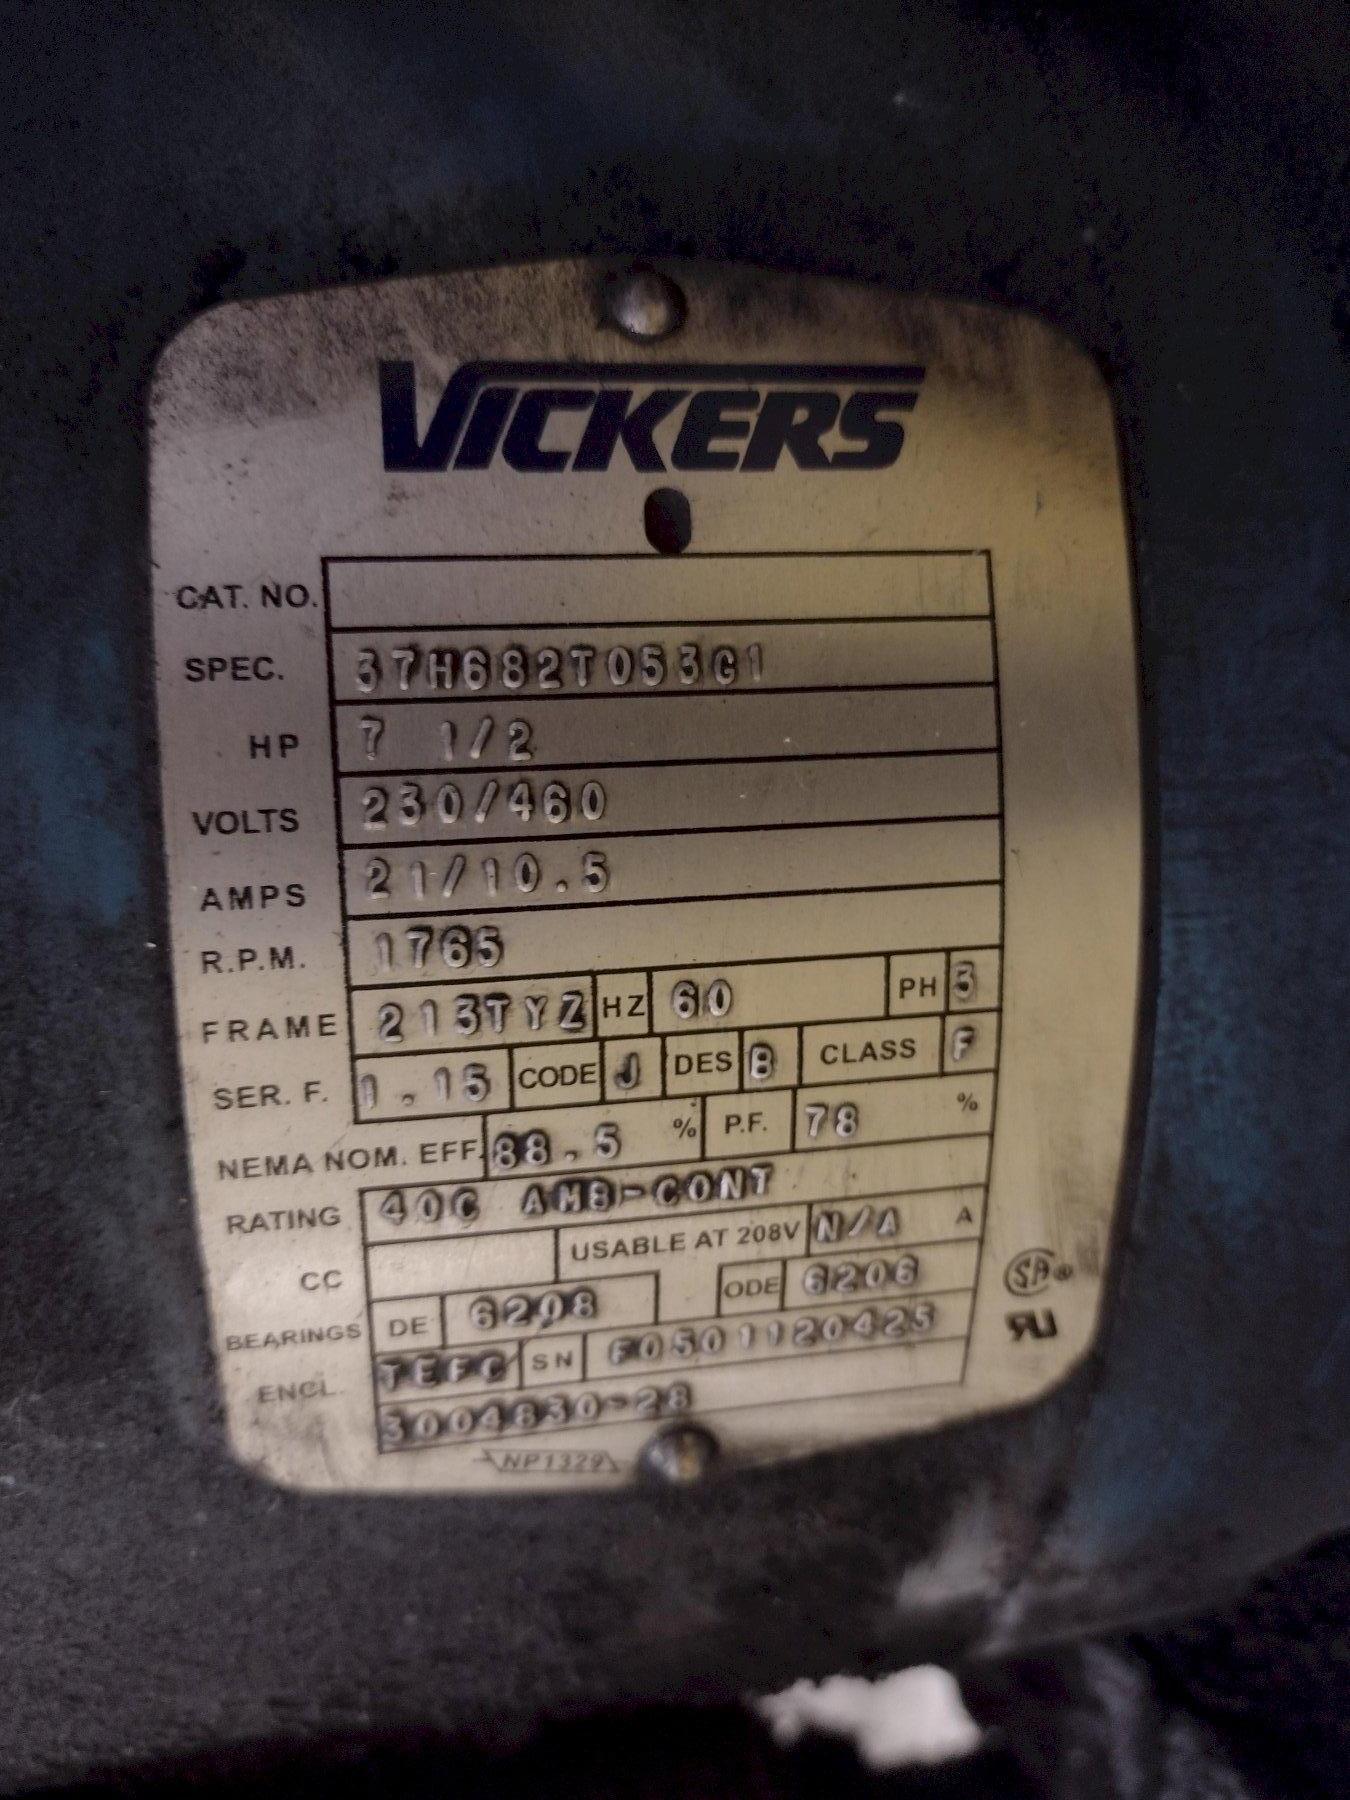 VICKERS
CAT. NO.
SPEC. 37H682T053G1
HP 7 1/2
VOLTS 230/460
AMPS 21/10.5
R.P.M. 1765
FRAME 213TYZ HZ 60 PH 3
SER. F. 1.15 CODE J DES B CLASS F
NEMA NOM. EFF. 88.5 % P.F. 78 %
RATING 40C AMB-CONT
CC USABLE AT 208V N/A A
BEARINGS DE 6208 ODE 6206
ENCL. TEFC SN F0501120425
3004830-28
NP1329